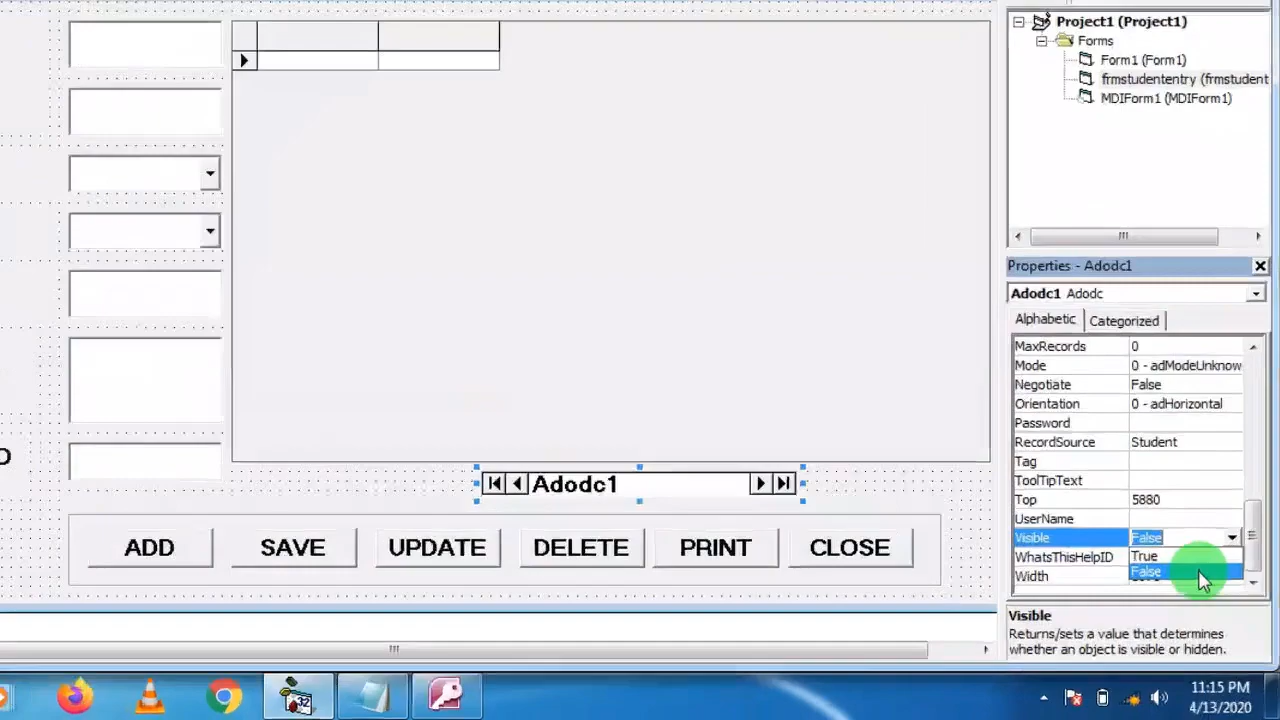 Project1 (Project1)
Forms
Form1 (Form1)
frmstudententry (frmstudent
MDIForm1 (MDIForm1)
Properties - Adodc1
Adodc1 Adodc
Alphabetic Categorized
MaxRecords 0
Mode 0 - adModeUnknow
Negotiate False
Orientation 0 - adHorizontal
Password
RecordSource Student
Tag
ToolTipText
Top 5880
UserName
Visible False
True
WhatsThisHelpID
False
Width
Visible
Returns/sets a value that determines
whether an object is visible or hidden.
Adodc1
ADD SAVE UPDATE DELETE PRINT CLOSE
11:15 PM
4/13/2020